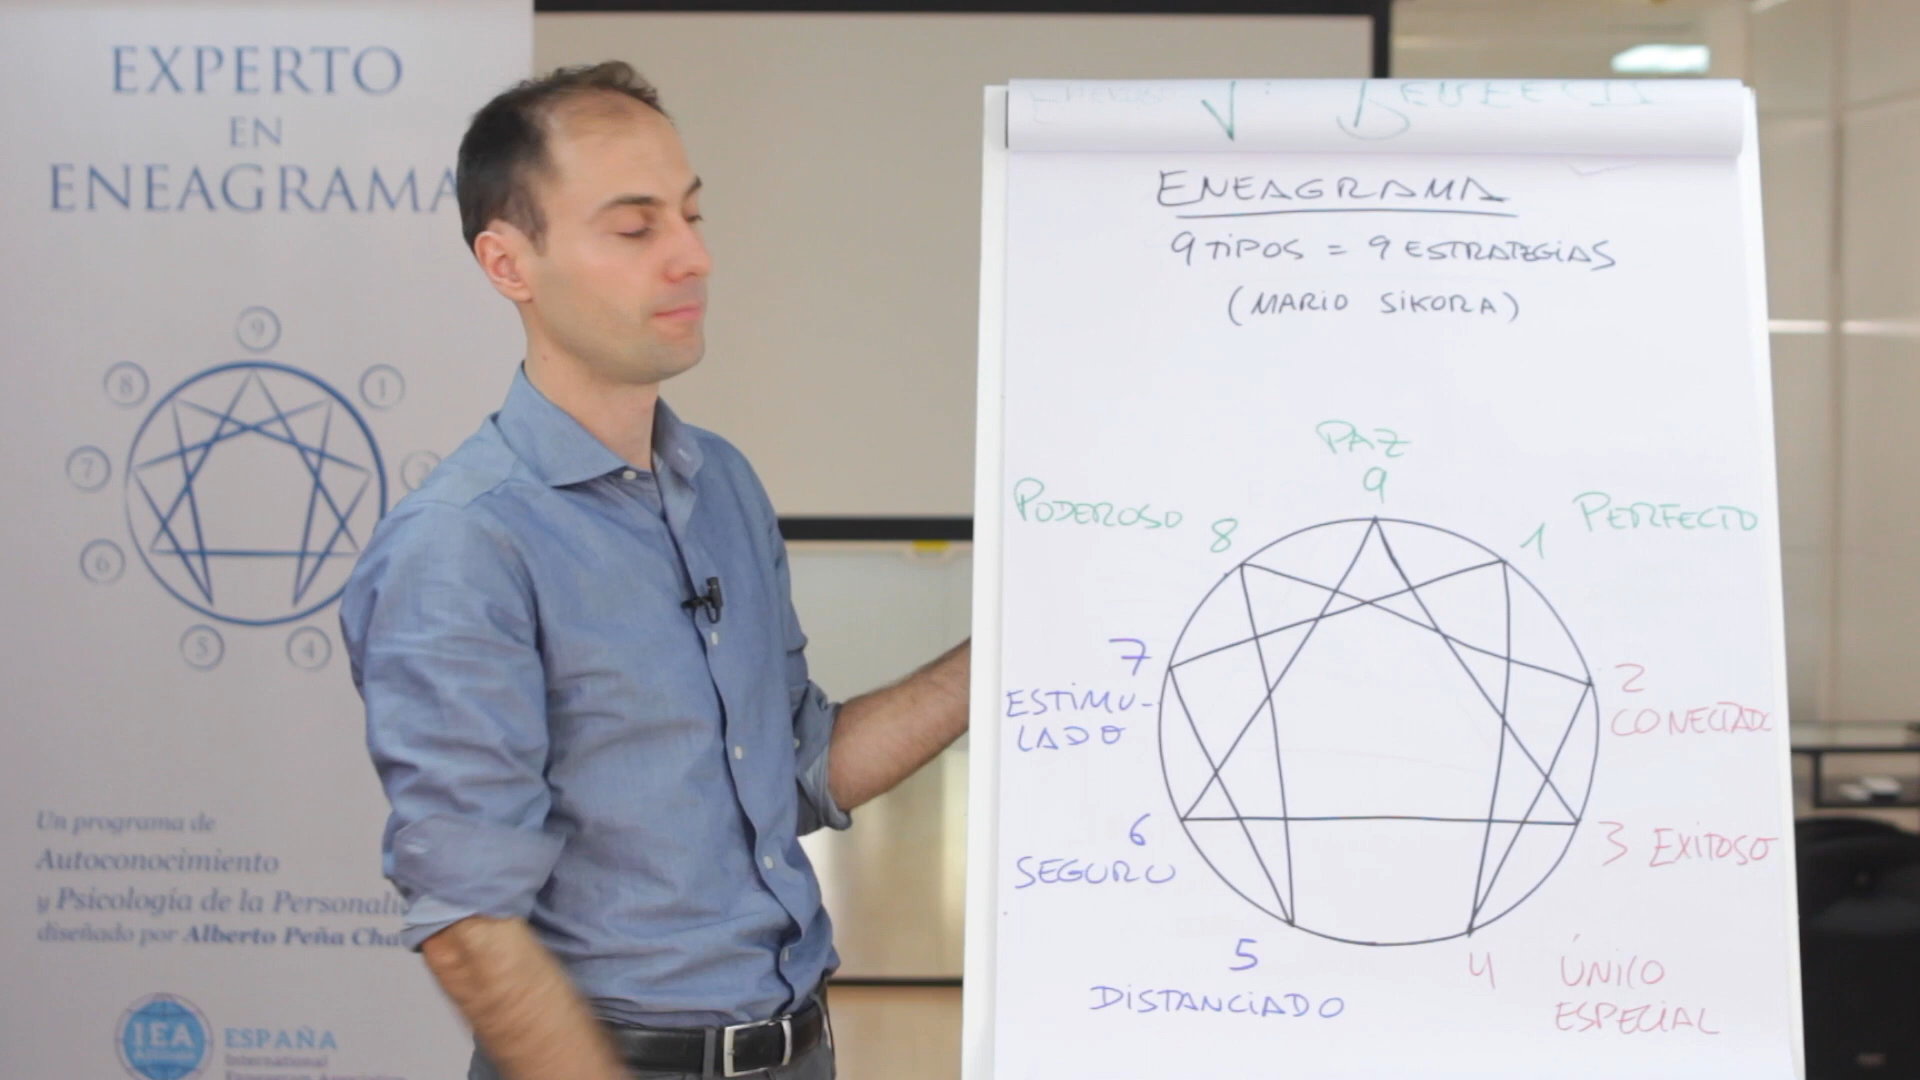 EXPERTO
EN
ENEAGRAMA
9
8
1
7
6
5
4
Un programa de
Autoconocimiento
y Psicología de la
diseñado por Alberto Peña
IEA
ESPAÑA
International
ENEAGRAMA
9 TIPOS = 9 ESTRATEGIAS
(MARIO SIKORA)
PAZ
9
PODEROSO 8
1 PERFECTO
7
ESTIMU-
LADO
2
CONECTADO
6
SEGURO
3 EXITOSO
5
DISTANCIADO
4 ÚNICO
ESPECIAL